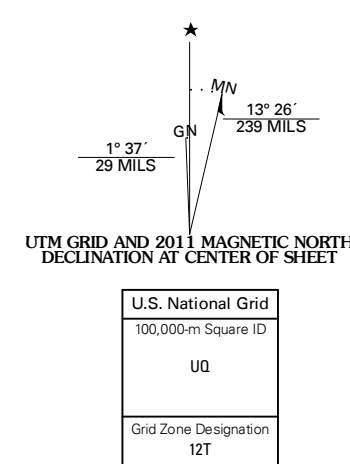 ★
MN
GN
13° 26´
239 MILS
1° 37´
29 MILS
UTM GRID AND 2011 MAGNETIC NORTH
DECLINATION AT CENTER OF SHEET
U.S. National Grid
100,000-m Square ID
UQ
Grid Zone Designation
12T